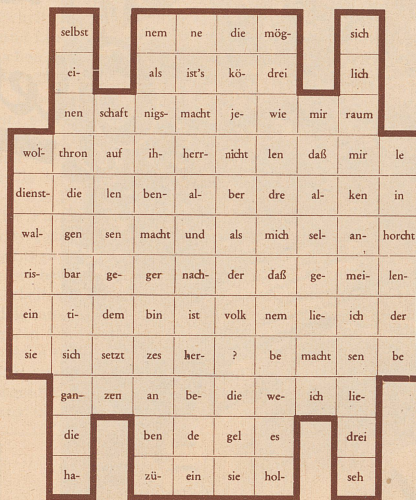 selbst nem ne die mög- sich
ei- als ist's kö- drei lich
nen schaft nigs- macht je- wie mir raum
wol- thron auf ih- herr- nicht len daß mir le
dienst- die len ben- al- ber dre al- ken in
wal- gen sen macht und als mich sel- an- horcht
ris- bar ge- ger nach- der daß ge- mei- len-
ein ti- dem bin ist volk nem lie- ich der
sie sich setzt zes her- ? be macht sen be
gan- zen an be- die we- ich lie-
die ben de gel es drei
ha- zü- ein sie hol- seh